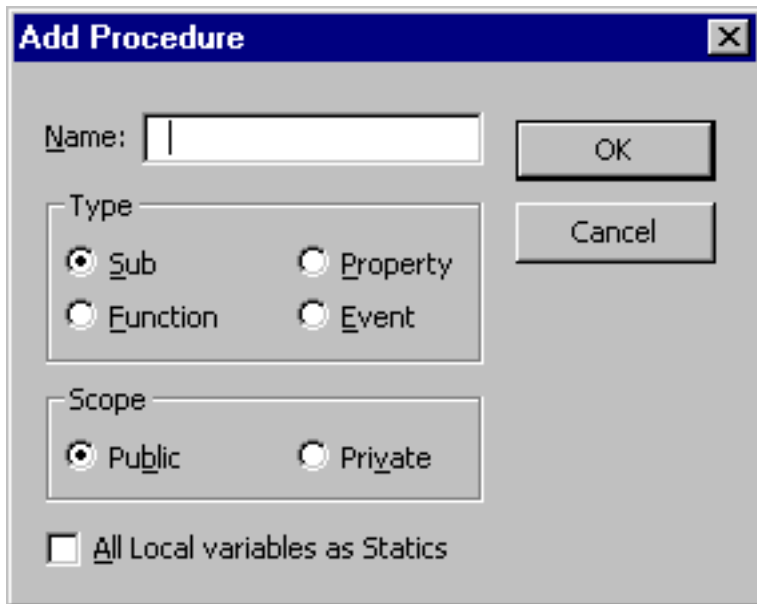 Add Procedure
Name:
OK
Cancel
Type
Sub
Property
Function
Event
Scope
Public
Private
All Local variables as Statics